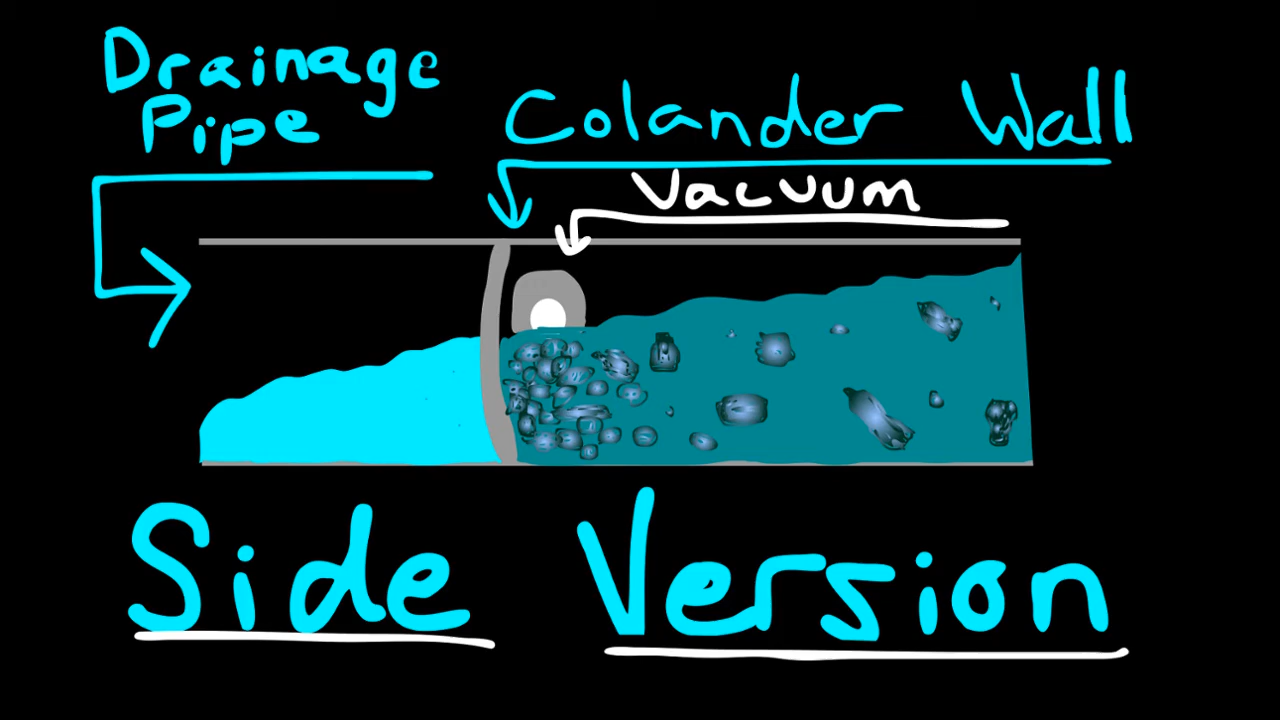 Drainage
Pipe
Colander Wall
Vacuum
Side Version